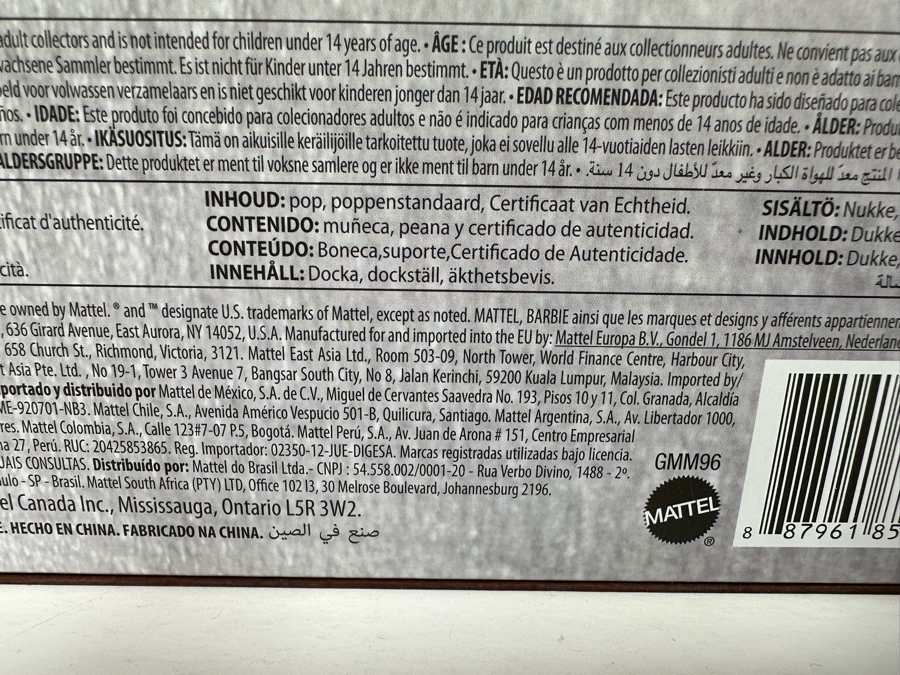 adult collectors and is not intended for children under 14 years of age. • ÂGE : Ce produit est destiné aux collectionneurs adultes. Ne convient pas aux
wachsene Sammler bestimmt. Es ist nicht für Kinder unter 14 Jahren bestimmt. • ETÀ: Questo è un prodotto per collezionisti adulti e non è adatto ai bam
eld voor volwassen verzamelaars en is niet geschikt voor kinderen jonger dan 14 jaar. • EDAD RECOMENDADA: Este producto ha sido diseñado para cole
ños. • IDADE: Este produto foi concebido para colecionadores adultos e não é indicado para crianças com menos de 14 anos de idade. • ÅLDER: Produ
rn under 14 år. • IKÄSUOSITUS: Tämä on aikuisille keräilijöille tarkoitettu tuote, joka ei sovellu alle 14-vuotiaiden lasten leikkiin. • ALDER: Produktet er be
ALDERSGRUPPE: Dette produktet er ment til voksne samlere og er ikke ment til barn under 14 år. • المنتج معدّ للهواة الكبار وغير معدّ للأطفال دون 14 سنة.
ificat d'authenticité.
cità.
INHOUD: pop, poppenstandaard, Certificaat van Echtheid.
CONTENIDO: muñeca, peana y certificado de autenticidad.
CONTEÚDO: Boneca,suporte,Certificado de Autenticidade.
INNEHÅLL: Docka, dockställ, äkthetsbevis.
SISÄLTÖ: Nukke,
INDHOLD: Dukke
INNHOLD: Dukke,
e owned by Mattel. ® and ™ designate U.S. trademarks of Mattel, except as noted. MATTEL, BARBIE ainsi que les marques et designs y afférents appartiennen
, 636 Girard Avenue, East Aurora, NY 14052, U.S.A. Manufactured for and imported into the EU by: Mattel Europa B.V., Gondel 1, 1186 MJ Amstelveen, Nederlan
658 Church St., Richmond, Victoria, 3121. Mattel East Asia Ltd., Room 503-09, North Tower, World Finance Centre, Harbour City,
t Asia Pte. Ltd. , No 19-1, Tower 3 Avenue 7, Bangsar South City, No 8, Jalan Kerinchi, 59200 Kuala Lumpur, Malaysia. Imported by/
portado y distribuido por Mattel de México, S.A. de C.V., Miguel de Cervantes Saavedra No. 193, Pisos 10 y 11, Col. Granada, Alcaldía
ME-920701-NB3. Mattel Chile, S.A., Avenida Américo Vespucio 501-B, Quilicura, Santiago. Mattel Argentina, S.A., Av. Libertador 1000,
res. Mattel Colombia, S.A., Calle 123#7-07 P.5, Bogotá. Mattel Perú, S.A., Av. Juan de Arona # 151, Centro Empresarial
na 27, Perú. RUC: 20425853865. Reg. Importador: 02350-12-JUE-DIGESA. Marcas registradas utilizadas bajo licencia.
UAIS CONSULTAS. Distribuído por: Mattel do Brasil Ltda.- CNPJ : 54.558.002/0001-20 - Rua Verbo Divino, 1488 - 2º.
ulo - SP - Brasil. Mattel South Africa (PTY) LTD, Office 102 I3, 30 Melrose Boulevard, Johannesburg 2196.
el Canada Inc., Mississauga, Ontario L5R 3W2.
E. HECHO EN CHINA. FABRICADO NA CHINA. صنع في الصين
GMM96
MATTEL
®
8 87961 85